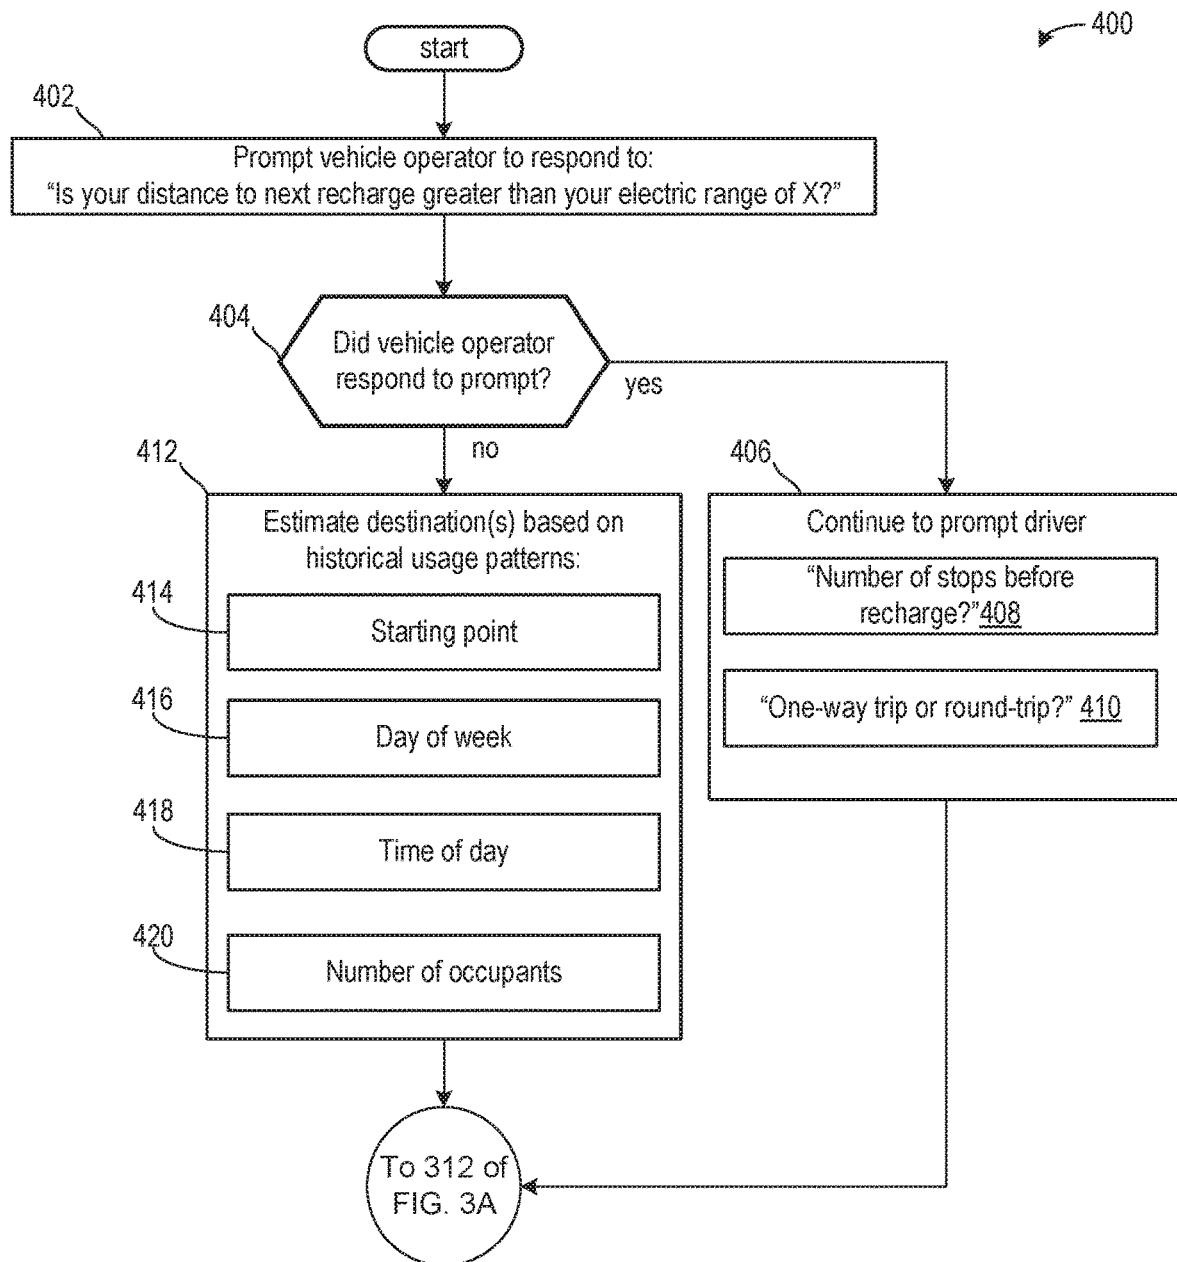 400
start
402
Prompt vehicle operator to respond to:
“Is your distance to next recharge greater than your electric range of X?”
404
Did vehicle operator
respond to prompt?
yes
no
412
Estimate destination(s) based on
historical usage patterns:
414
Starting point
416
Day of week
418
Time of day
420
Number of occupants
406
Continue to prompt driver
“Number of stops before
recharge?”408
“One-way trip or round-trip?” 410
To 312 of
FIG. 3A